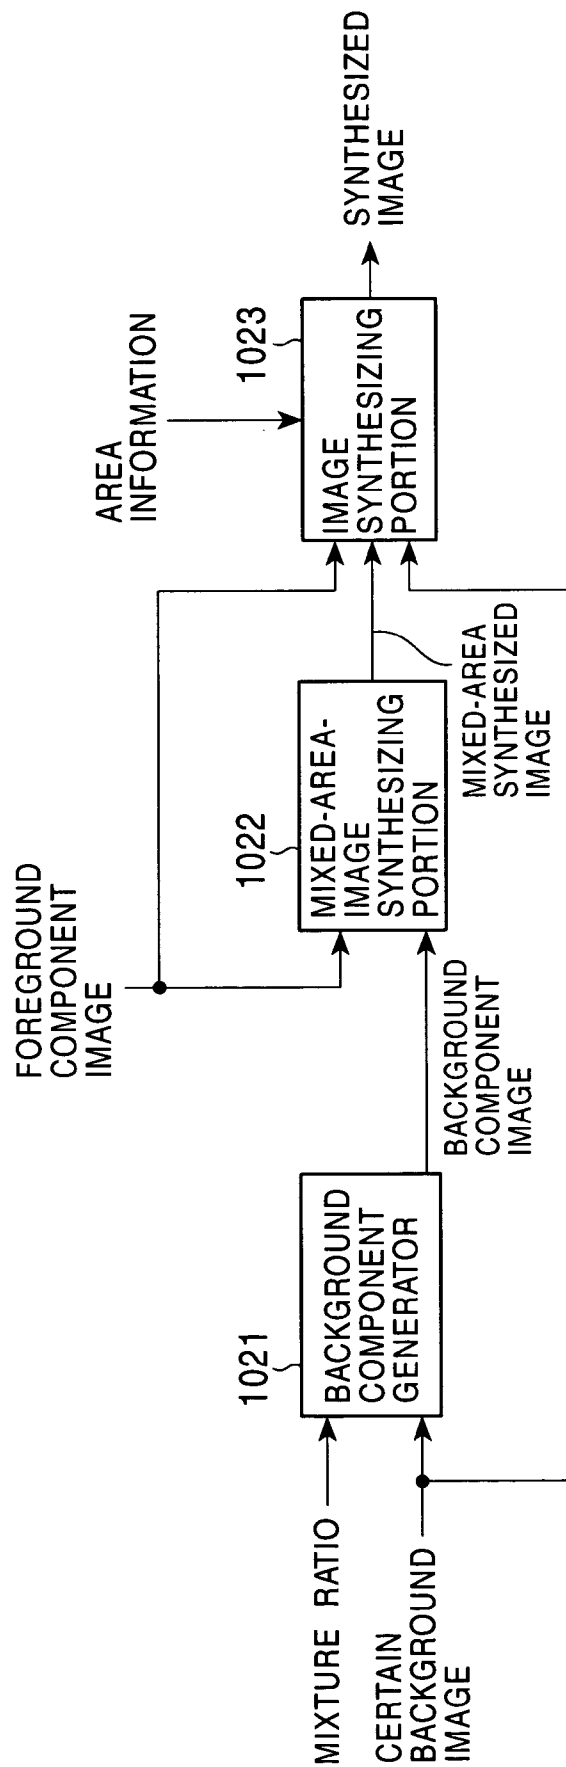 MIXTURE RATIO
CERTAIN
BACKGROUND
IMAGE
1021
BACKGROUND
COMPONENT
GENERATOR
BACKGROUND
COMPONENT
IMAGE
FOREGROUND
COMPONENT
IMAGE
1022
MIXED-AREA-
IMAGE
SYNTHESIZING
PORTION
MIXED-AREA
SYNTHESIZED
IMAGE
AREA
INFORMATION
1023
IMAGE
SYNTHESIZING
PORTION
SYNTHESIZED
IMAGE